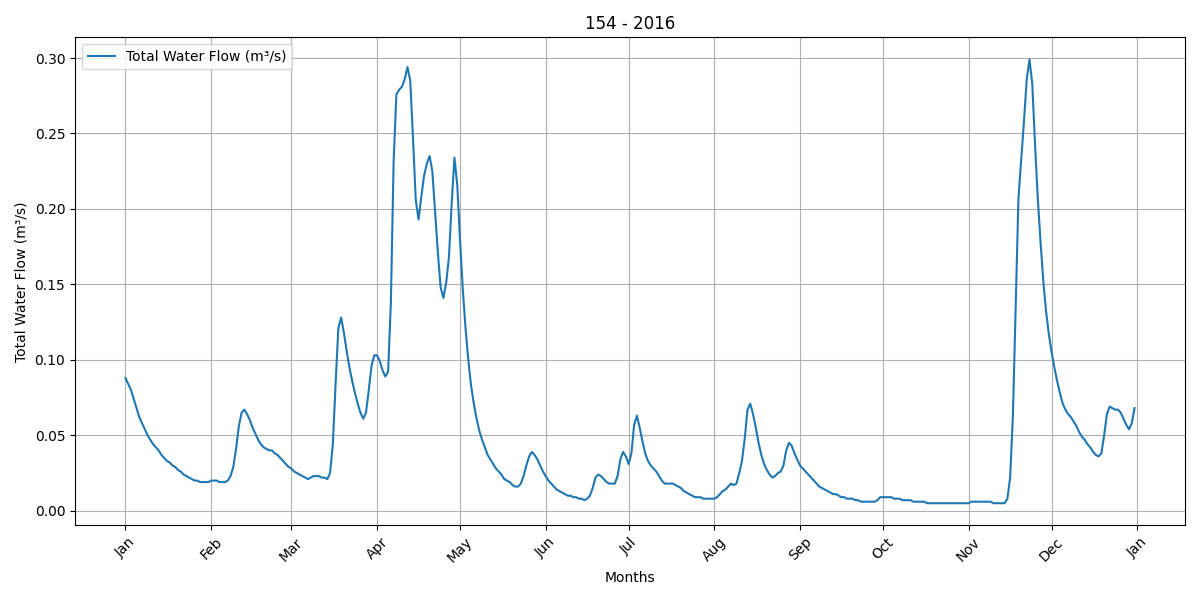 154 - 2016
Total Water Flow (m³/s)
Total Water Flow (m³/s)
0.30
0.25
0.20
0.15
0.10
0.05
0.00
Jan
Feb
Mar
Apr
May
Jun
Jul
Aug
Sep
Oct
Nov
Dec
Jan
Months